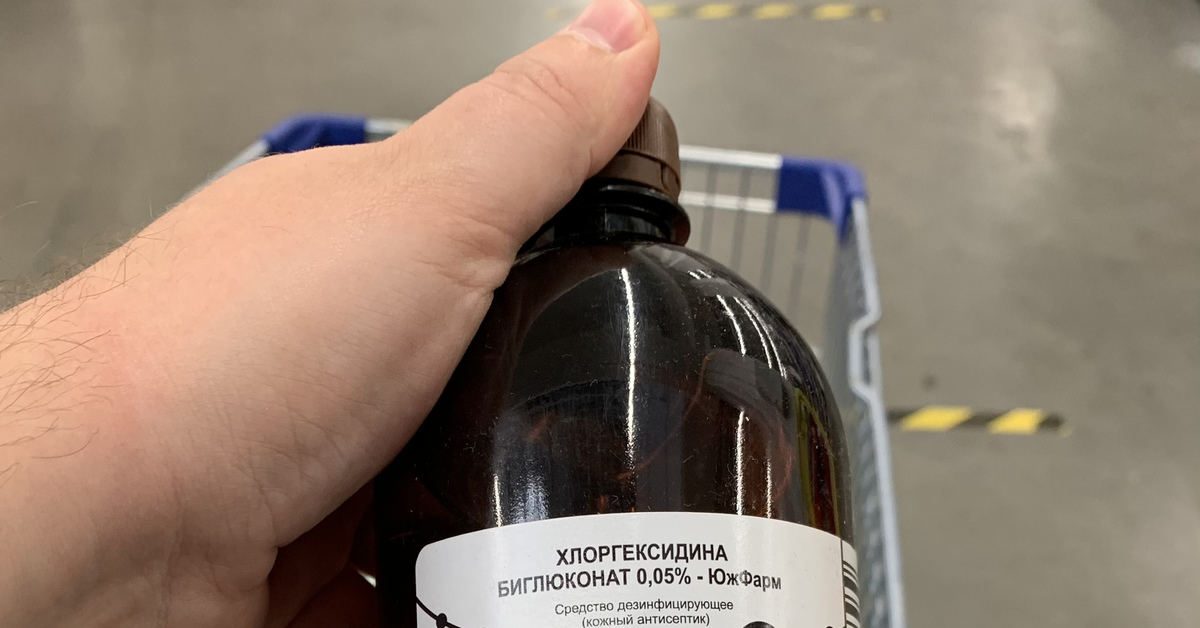 ХЛОРГЕКСИДИНА
БИГЛЮКОНАТ 0,05% - ЮжФарм
Средство дезинфицирующее
(кожный антисептик)